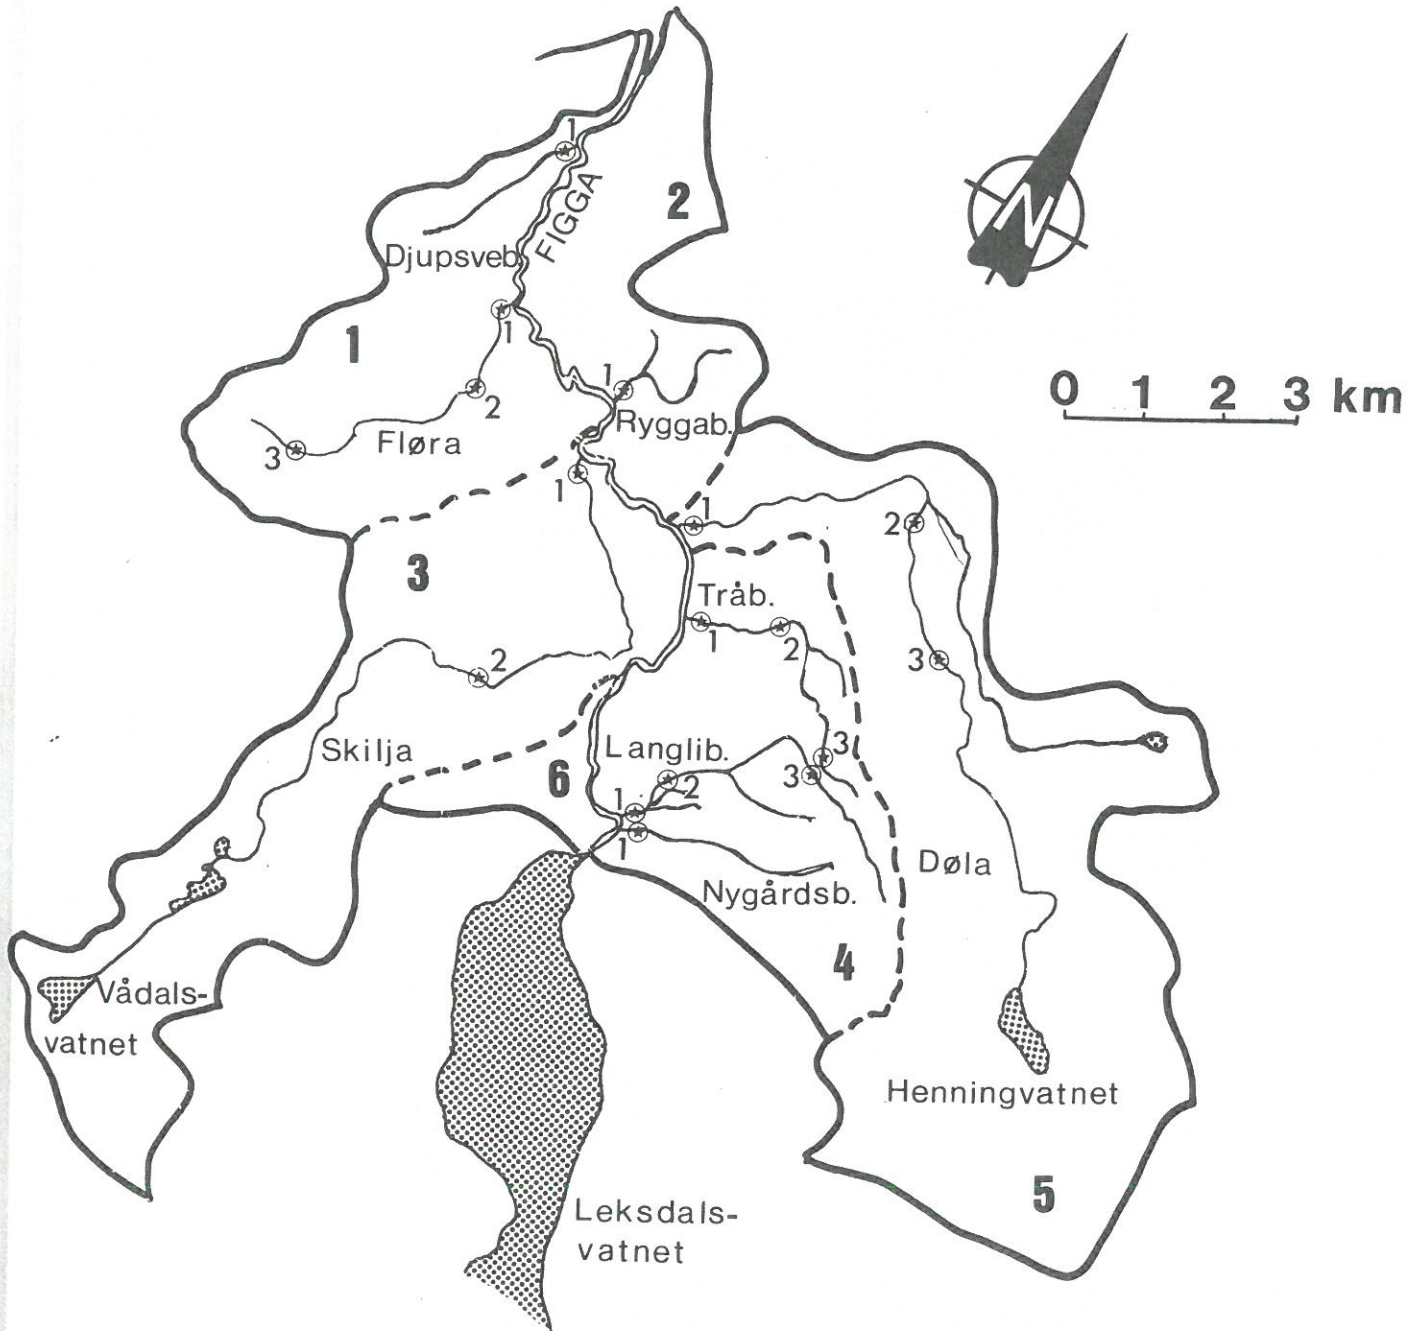 1
FIGGA
2
N
Djupsveb.
1
1
0 1 2 3 km
1
2
Ryggab.
3
Fløra
1
1
2
3
Tråb.
1
2
2
3
Skilja
Langlib.
3
6
1
2
3
1
Døla
Nygårdsb.
4
Vådals-
vatnet
Henningvatnet
5
Leksdals-
vatnet